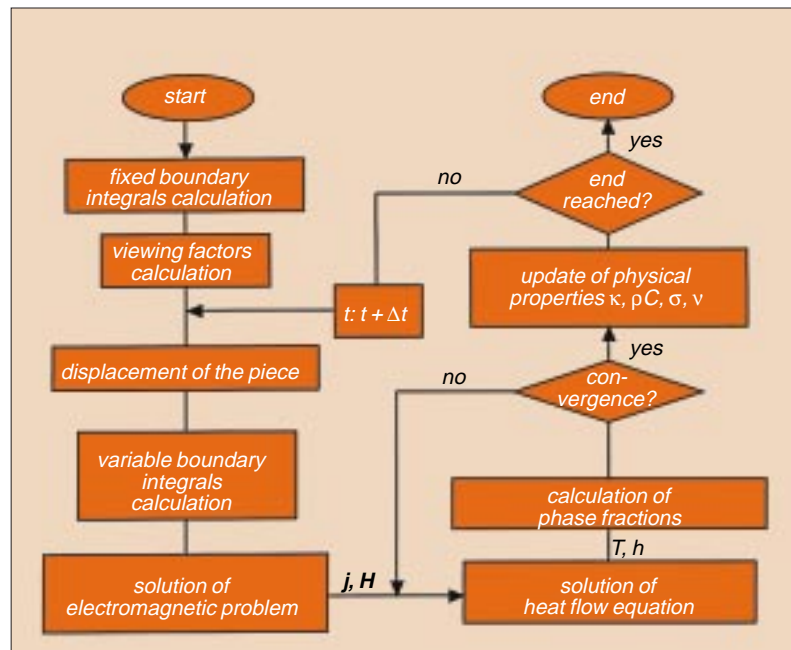 start
fixed boundary
integrals calculation
viewing factors
calculation
displacement of the piece
variable boundary
integrals
calculation
solution of
electromagnetic problem
j, H
solution of
heat flow equation
T, h
calculation of
phase fractions
con-
vergence?
no
yes
update of physical
properties κ, ρC, σ, ν
end
reached?
no
t: t + Δt
yes
end